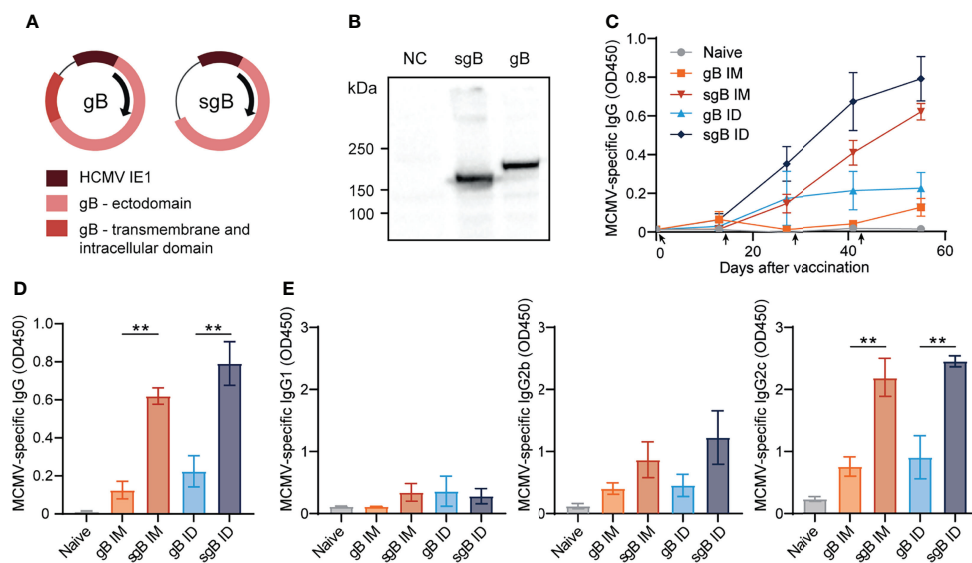 A
gB
sgB
HCMV IE1
gB - ectodomain
gB - transmembrane and
intracellular domain
B
NC sgB gB
kDa
250
150
100
C
MCMV-specific IgG (OD450)
1.0
0.8
0.6
0.4
0.2
0
Naive
gB IM
sgB IM
gB ID
sgB ID
0 20 40 60
Days after vaccination
D
MCMV-specific IgG (OD450)
1.0
0.8
0.6
0.4
0.2
0
** **
Naive gB IM sgB IM gB ID sgB ID
E
MCMV-specific IgG1 (OD450)
3
2
1
0
Naive gB IM sgB IM gB ID sgB ID
MCMV-specific IgG2b (OD450)
3
2
1
0
Naive gB IM sgB IM gB ID sgB ID
MCMV-specific IgG2c (OD450)
3
2
1
0
** **
Naive gB IM sgB IM gB ID sgB ID